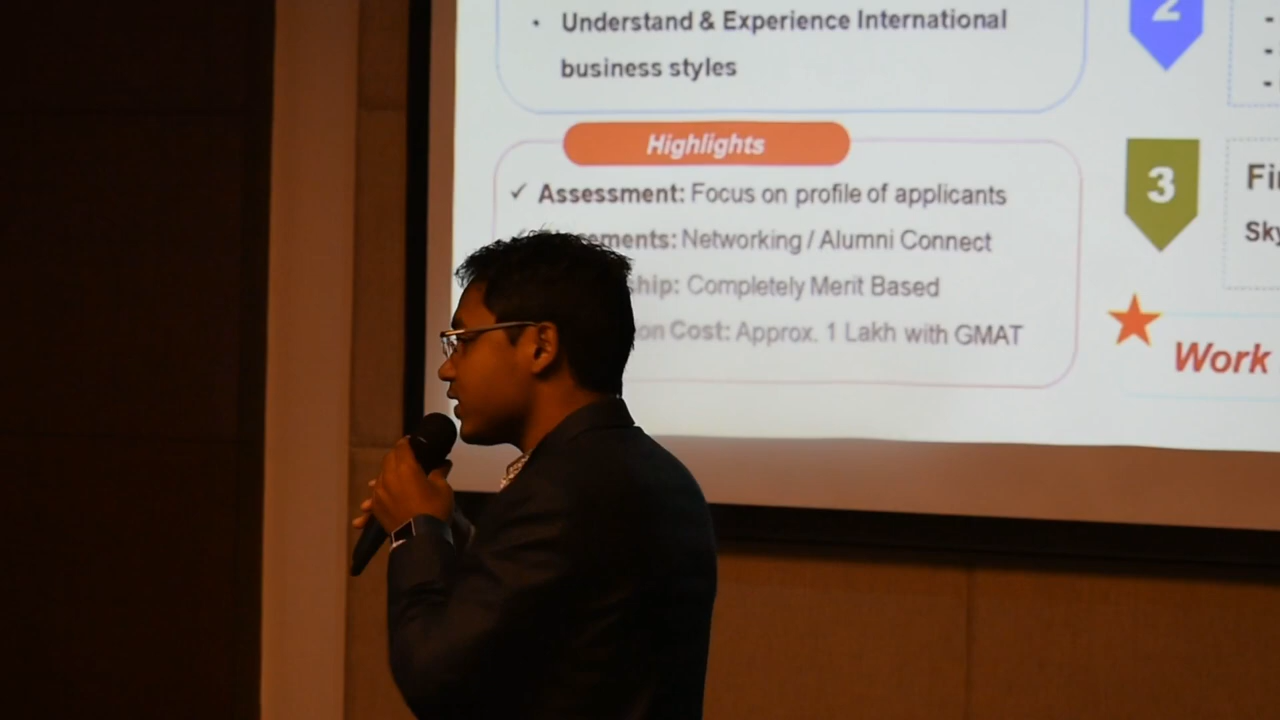 • Understand & Experience International
business styles
Highlights
✓ Assessment: Focus on profile of applicants
ements: Networking / Alumni Connect
ship: Completely Merit Based
on Cost: Approx. 1 Lakh with GMAT
2
-
-
-
3
Fi
Sky
Work